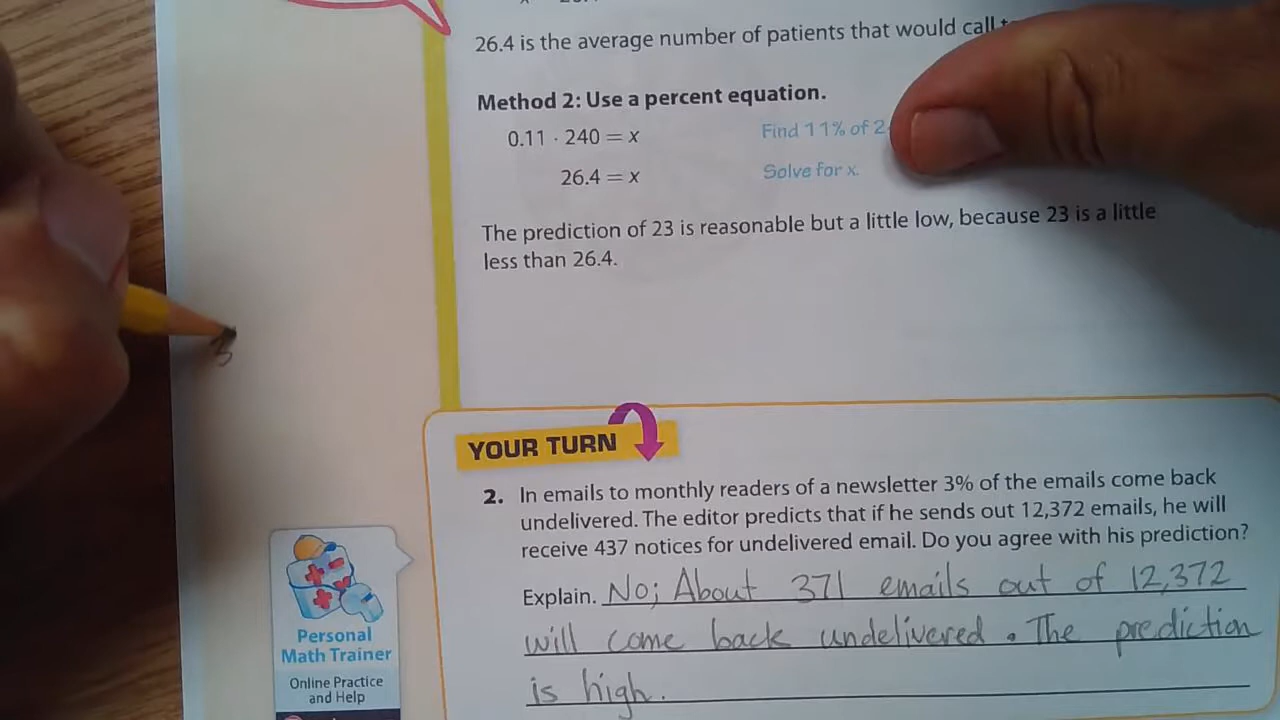 26.4 is the average number of patients that would call
Method 2: Use a percent equation.
0.11 · 240 = x
Find 11% of 2
26.4 = x
Solve for x.
The prediction of 23 is reasonable but a little low, because 23 is a little
less than 26.4.
YOUR TURN
2. In emails to monthly readers of a newsletter 3% of the emails come back
undelivered. The editor predicts that if he sends out 12,372 emails, he will
receive 437 notices for undelivered email. Do you agree with his prediction?
Explain. No; About 371 emails out of 12,372
will come back undelivered. The prediction
is high.
Personal
Math Trainer
Online Practice
and Help